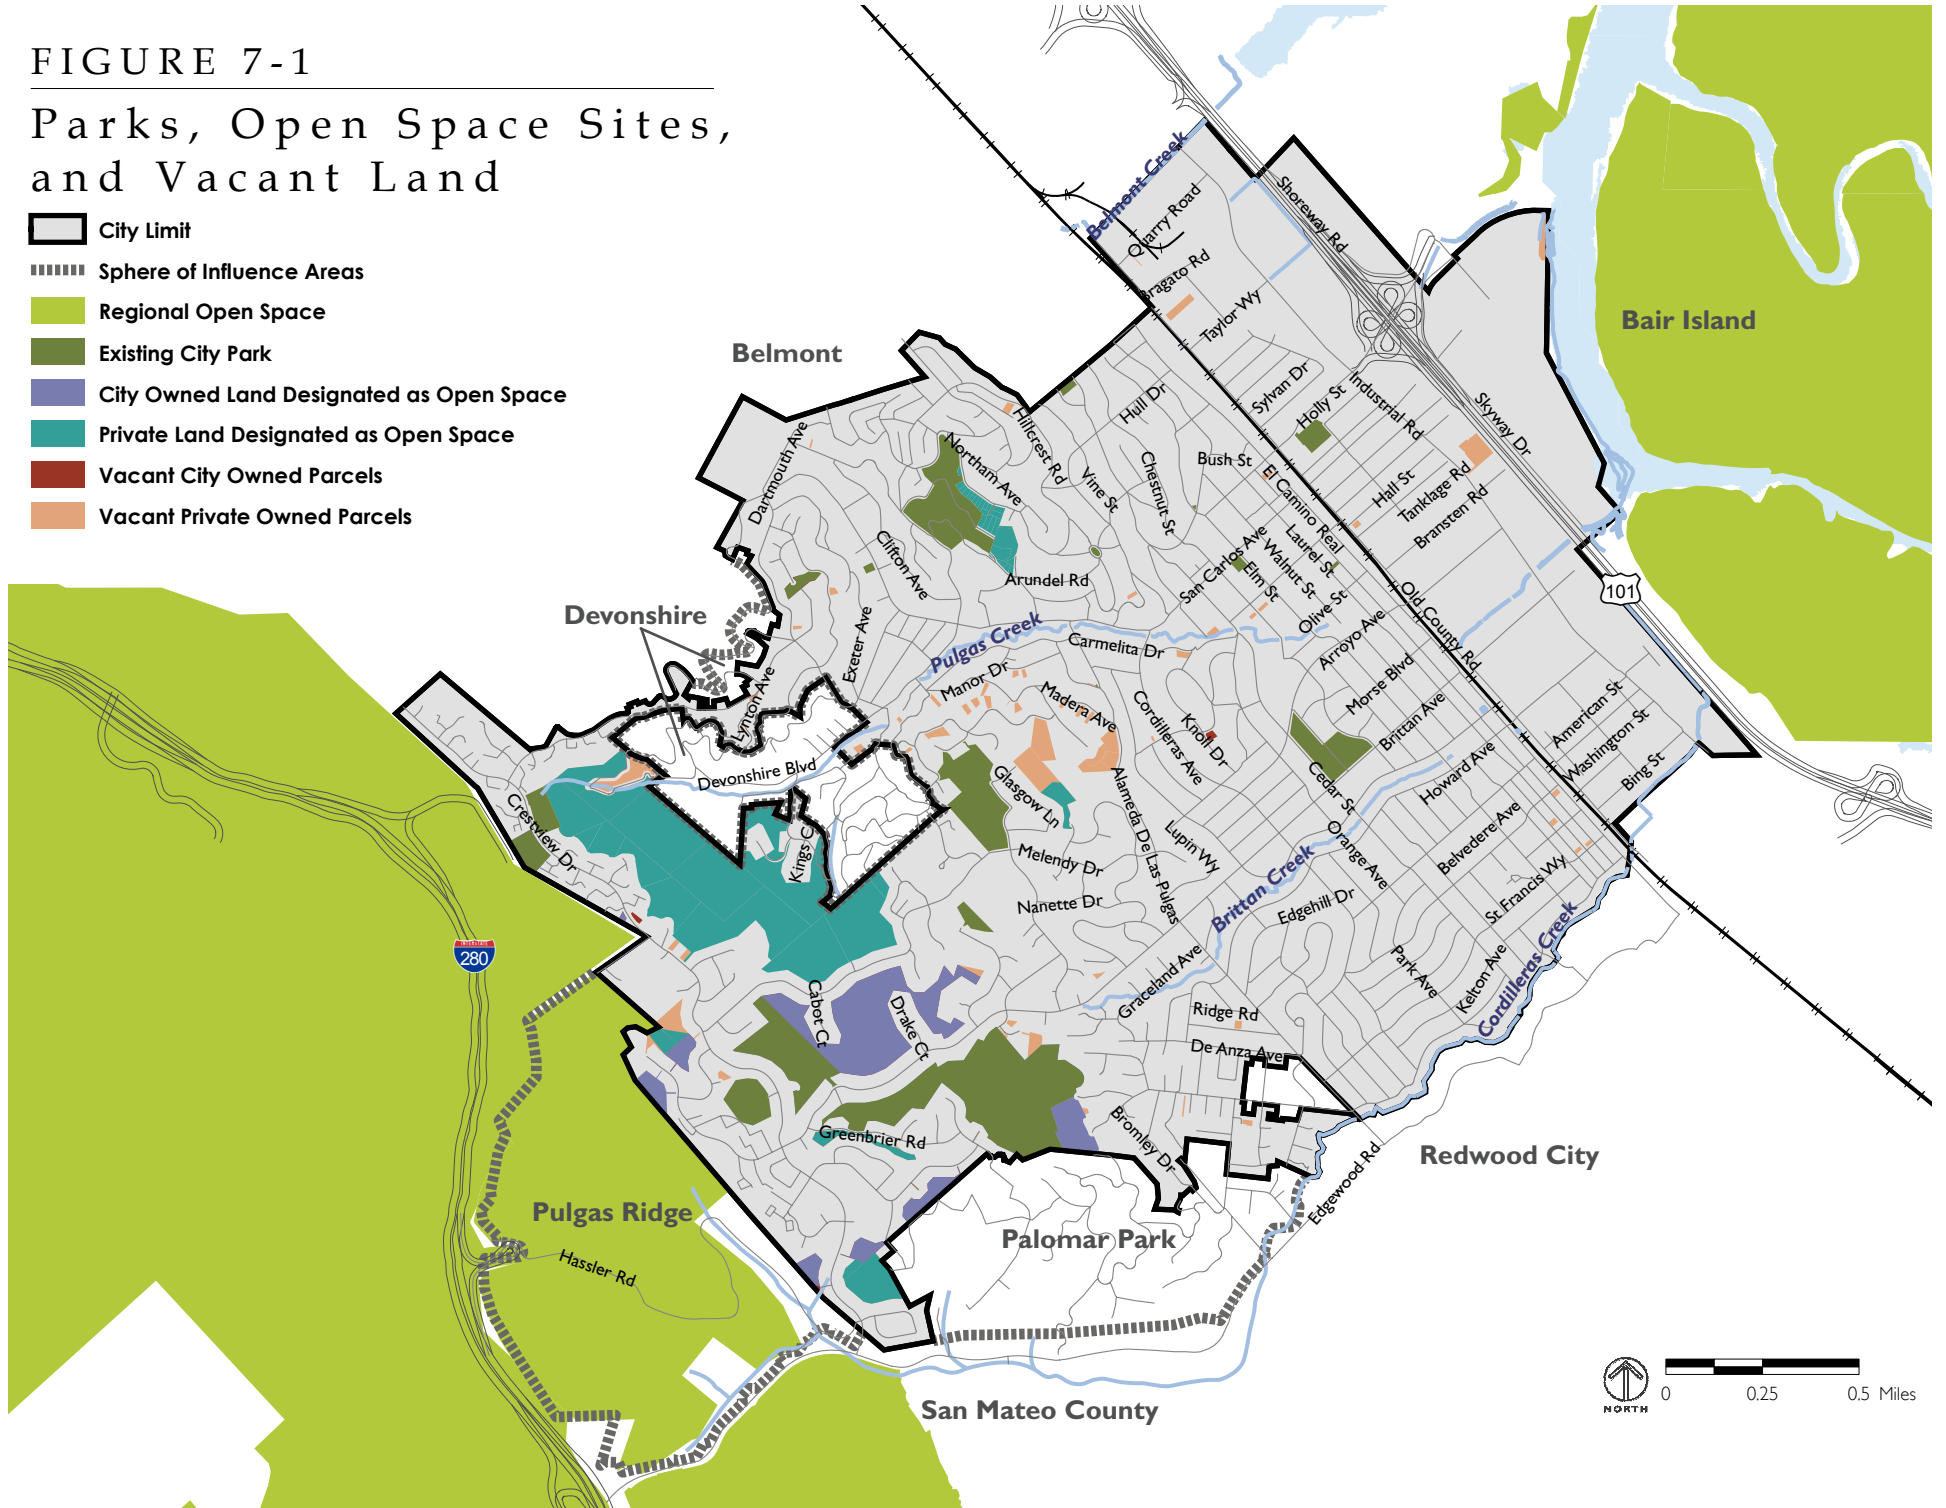 FIGURE 7-1
Parks, Open Space Sites,
and Vacant Land
City Limit
Sphere of Influence Areas
Regional Open Space
Existing City Park
City Owned Land Designated as Open Space
Private Land Designated as Open Space
Vacant City Owned Parcels
Vacant Private Owned Parcels
Belmont Creek
Quarry Road
Bragato Rd
Taylor Wy
Shoreway Rd
Bair Island
Belmont
Hull Dr
Sylvan Dr
Holly St
Industrial Rd
Skyway Dr
Dartmouth Ave
Hillcrest Rd
Northam Ave
Vine St
Chestnut St
Bush St
El Camino Real
Hall St
Tanklage Rd
Bransten Rd
Clifton Ave
Arundel Rd
San Carlos Ave
Laurel St
Walnut St
Elm St
Olive St
Old County Rd
101
Devonshire
Exeter Ave
Pulgas Creek
Carmelita Dr
Arroyo Ave
Morse Blvd
Brittan Ave
Manor Dr
Madera Ave
Cordilleras Ave
Knoll Dr
Lynton Ave
American St
Washington St
Bing St
Howard Ave
Devonshire Blvd
Glasgow Ln
Alameda De Las Pulgas
Cedar St
Crestview Dr
Kings C
Melendy Dr
Lupin Wy
Orange Ave
Belvedere Ave
Nanette Dr
Brittan Creek
Edgehill Dr
St Francis Wy
INTERSTATE
280
Cabot Ct
Drake Ct
Graceland Ave
Park Ave
Kelton Ave
Cordilleras Creek
Ridge Rd
De Anza Ave
Greenbrier Rd
Bromley Dr
Redwood City
Edgewood Rd
Pulgas Ridge
Palomar Park
Hassler Rd
San Mateo County
NORTH
0 0.25 0.5 Miles